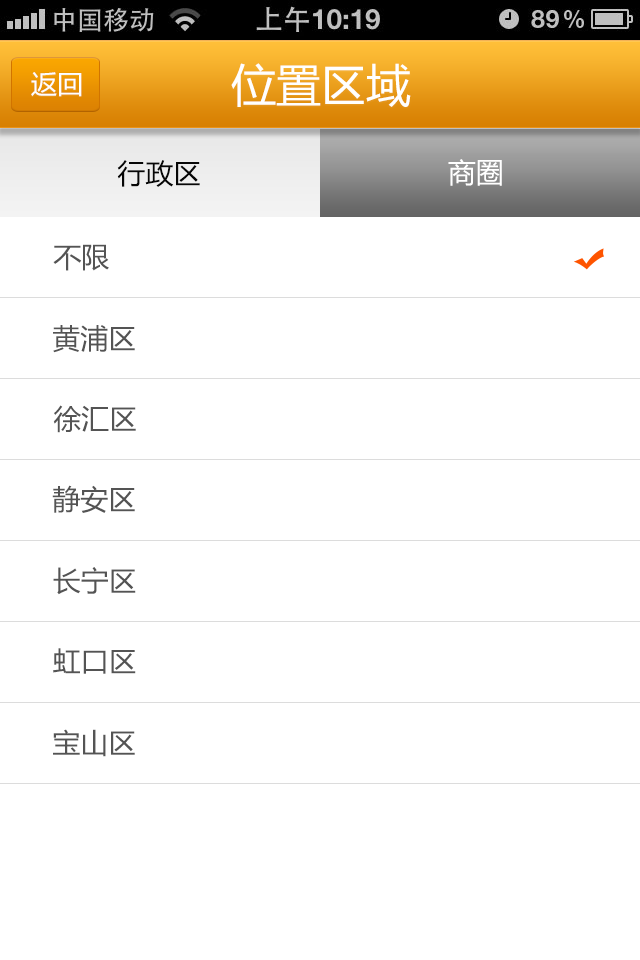 中国移动 上午10:19 89%
返回 位置区域
行政区 商圈
不限
黄浦区
徐汇区
静安区
长宁区
虹口区
宝山区